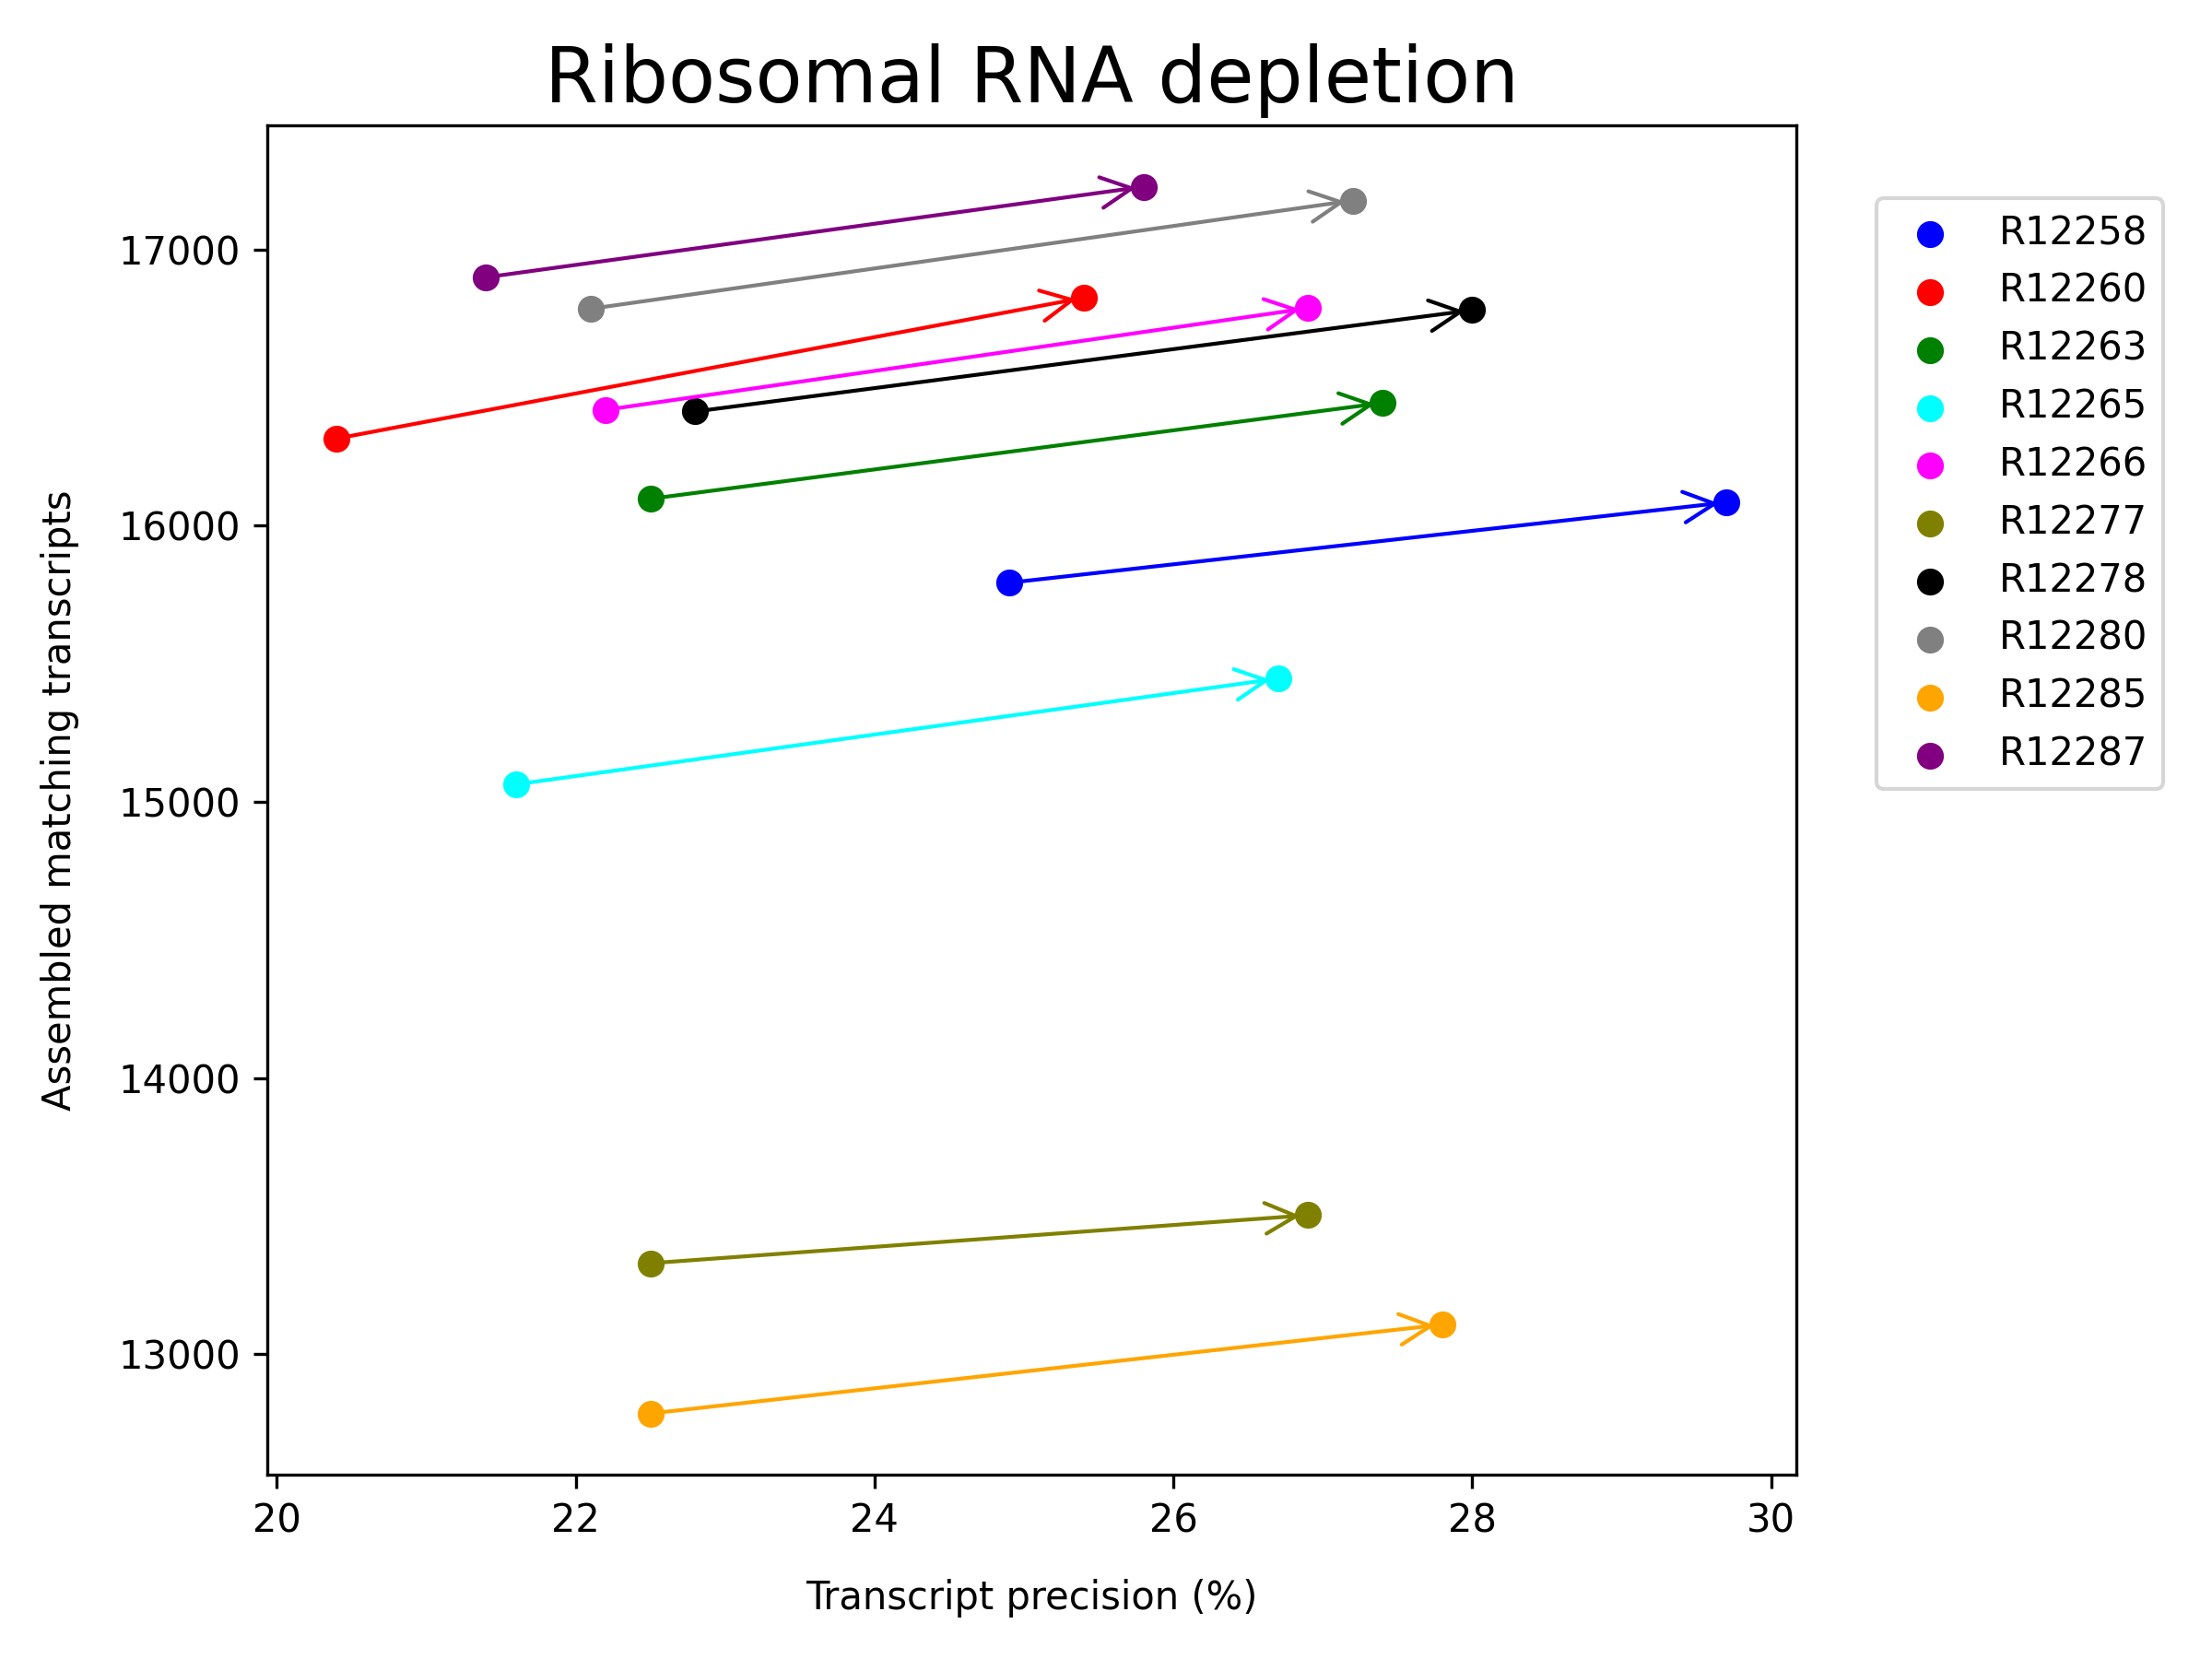 Ribosomal RNA depletion
Assembled matching transcripts
17000
16000
15000
14000
13000
20
22
24
26
28
30
Transcript precision (%)
R12258
R12260
R12263
R12265
R12266
R12277
R12278
R12280
R12285
R12287